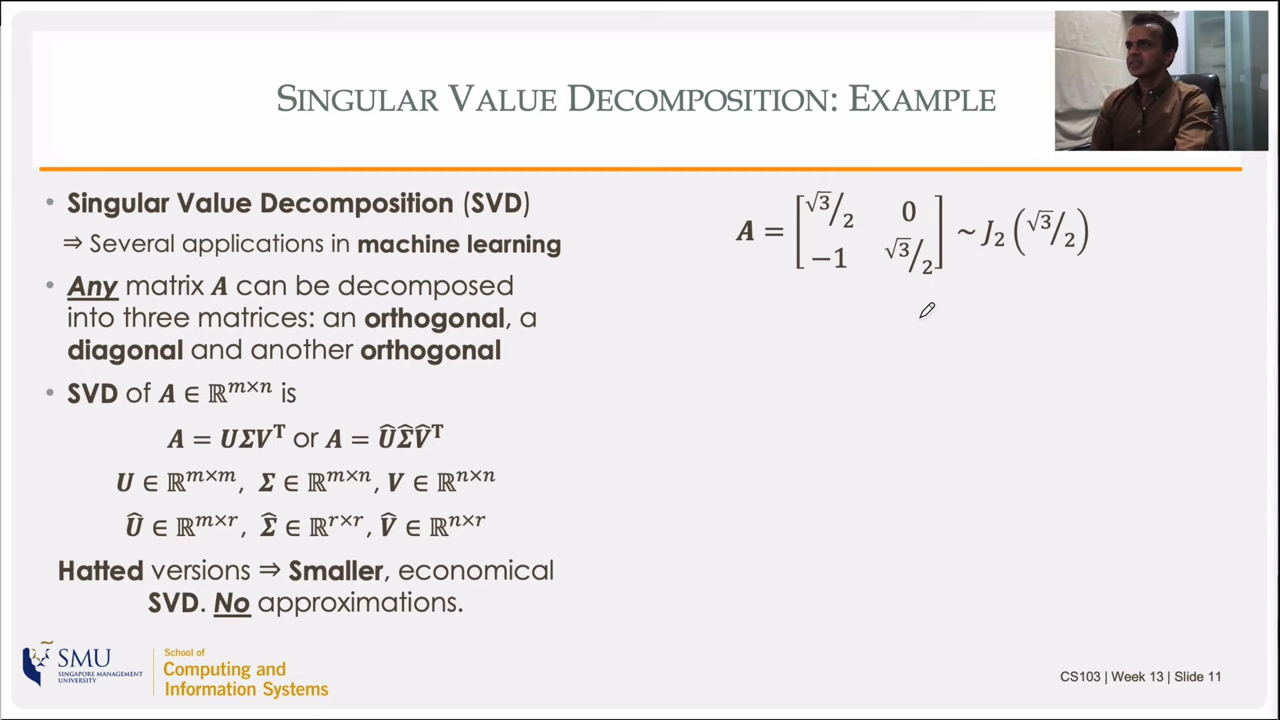 SINGULAR VALUE DECOMPOSITION: EXAMPLE
• Singular Value Decomposition (SVD)
⇒ Several applications in machine learning
• Any matrix A can be decomposed
into three matrices: an orthogonal, a
diagonal and another orthogonal
• SVD of A ∈ ℝ^{m×n} is
A = UΣV^T or A = ÛΣ̂V̂^T
U ∈ ℝ^{m×m}, Σ ∈ ℝ^{m×n}, V ∈ ℝ^{n×n}
Û ∈ ℝ^{m×r}, Σ̂ ∈ ℝ^{r×r}, V̂ ∈ ℝ^{n×r}
Hatted versions ⇒ Smaller, economical
SVD. No approximations.
A = [√3/2 0; −1 √3/2] ~ J₂(√3/2)
SMU
SINGAPORE MANAGEMENT
UNIVERSITY
School of
Computing and
Information Systems
CS103 | Week 13 | Slide 11